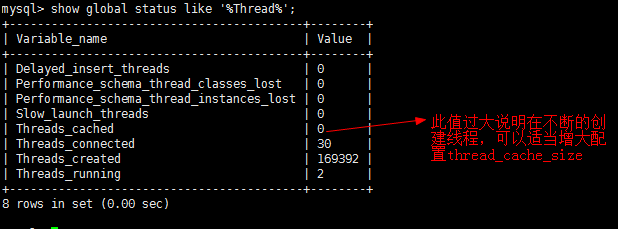 mysql> show global status like '%Thread%';
+------------------------------------------+--------+
| Variable_name | Value |
+------------------------------------------+--------+
| Delayed_insert_threads | 0 |
| Performance_schema_thread_classes_lost | 0 |
| Performance_schema_thread_instances_lost | 0 |
| Slow_launch_threads | 0 |
| Threads_cached | 0 |
| Threads_connected | 30 |
| Threads_created | 169392 |
| Threads_running | 2 |
+------------------------------------------+--------+
8 rows in set (0.00 sec)
此值过大说明在不断的创
建线程，可以适当增大配
置thread_cache_size